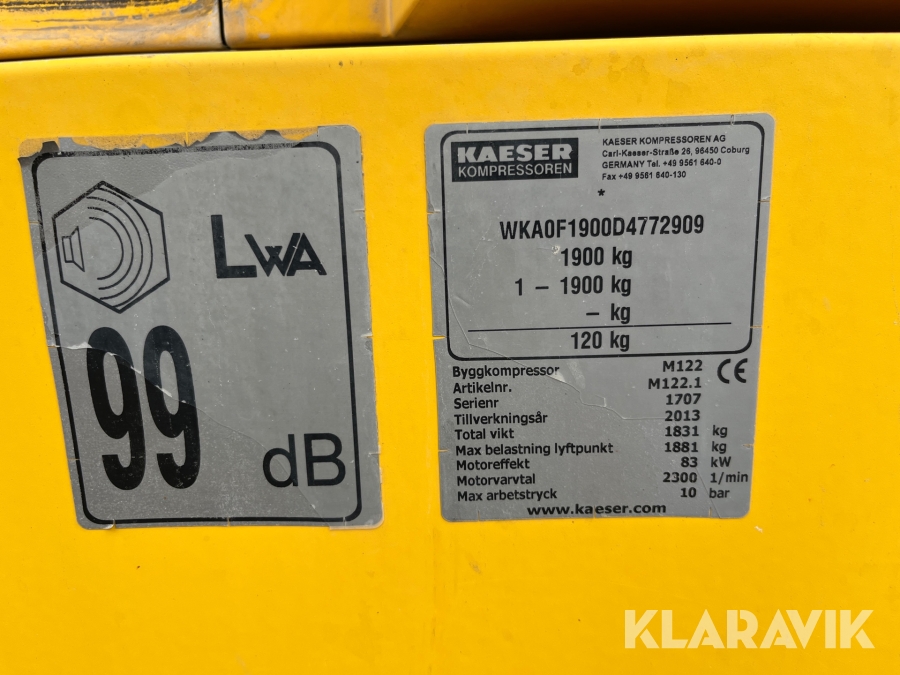 LWA
99
dB
KAESER
KOMPRESSOREN
KAESER KOMPRESSOREN AG
Carl-Kaeser-Straße 26, 96450 Coburg
GERMANY Tel. +49 9561 640-0
Fax +49 9561 640-130
*
WKA0F1900D4772909
1900 kg
1 – 1900 kg
– kg
120 kg
Byggkompressor M122 CE
Artikelnr. M122.1
Serienr 1707
Tillverkningsår 2013
Total vikt 1831 kg
Max belastning lyftpunkt 1881 kg
Motoreffekt 83 kW
Motorvarvtal 2300 1/min
Max arbetstryck 10 bar
www.kaeser.com
KLARAVIK